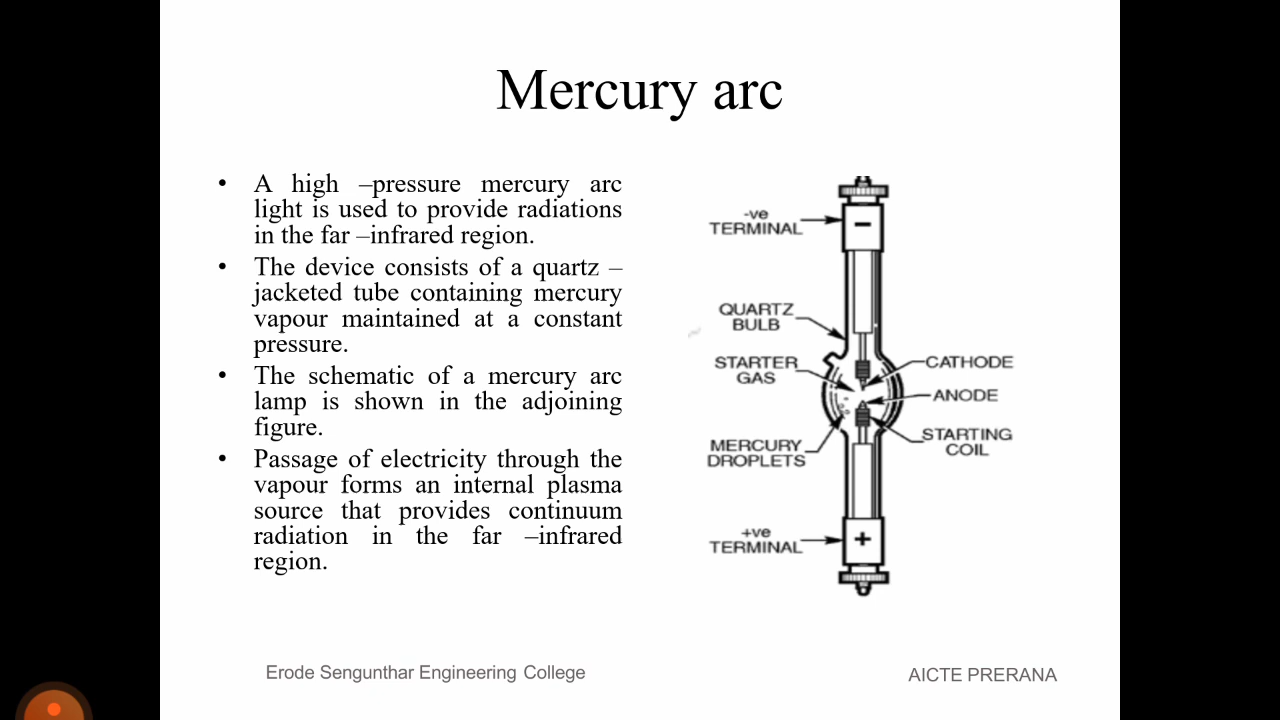 Mercury arc
• A high –pressure mercury arc
light is used to provide radiations
in the far –infrared region.
• The device consists of a quartz –
jacketed tube containing mercury
vapour maintained at a constant
pressure.
• The schematic of a mercury arc
lamp is shown in the adjoining
figure.
• Passage of electricity through the
vapour forms an internal plasma
source that provides continuum
radiation in the far –infrared
region.
-ve
TERMINAL
−
QUARTZ
BULB
STARTER
GAS
CATHODE
ANODE
STARTING
COIL
MERCURY
DROPLETS
+ve
TERMINAL
+
Erode Sengunthar Engineering College
AICTE PRERANA